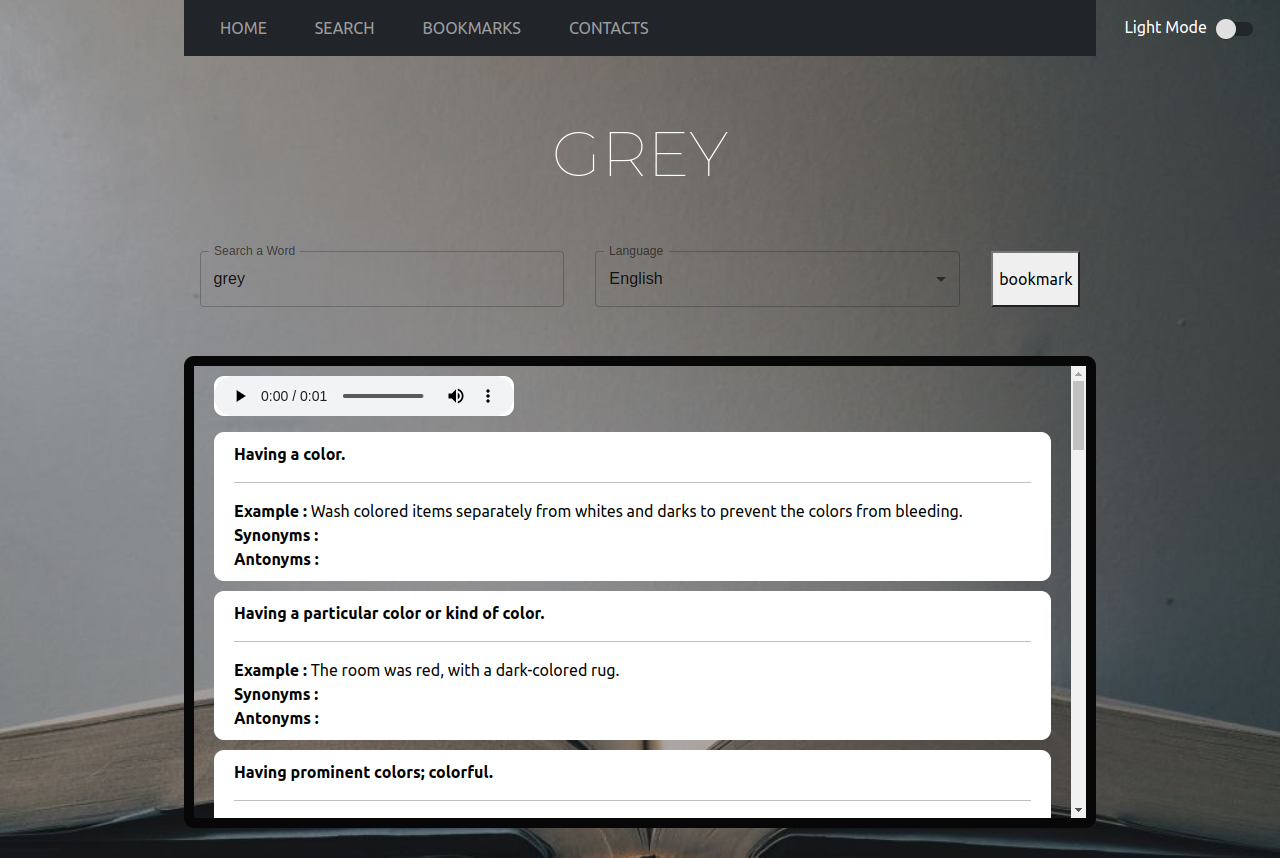 HOME SEARCH BOOKMARKS CONTACTS Light Mode
GREY
Search a Word Language
grey English bookmark
0:00 / 0:01
Having a color.
Example : Wash colored items separately from whites and darks to prevent the colors from bleeding.
Synonyms :
Antonyms :
Having a particular color or kind of color.
Example : The room was red, with a dark-colored rug.
Synonyms :
Antonyms :
Having prominent colors; colorful.